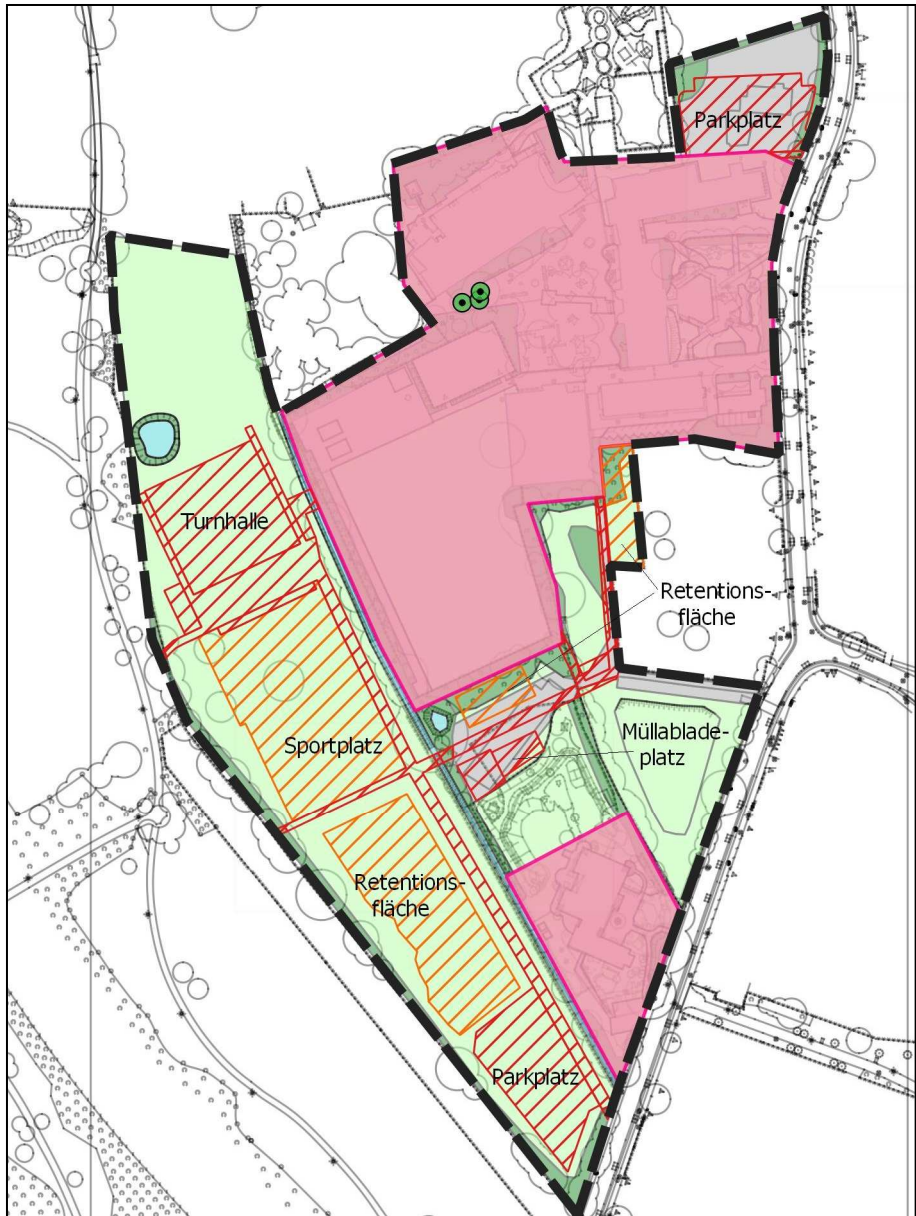 Parkplatz
Turnhalle
Retentions-
fläche
Sportplatz
Müllablade-
platz
Retentions-
fläche
Parkplatz